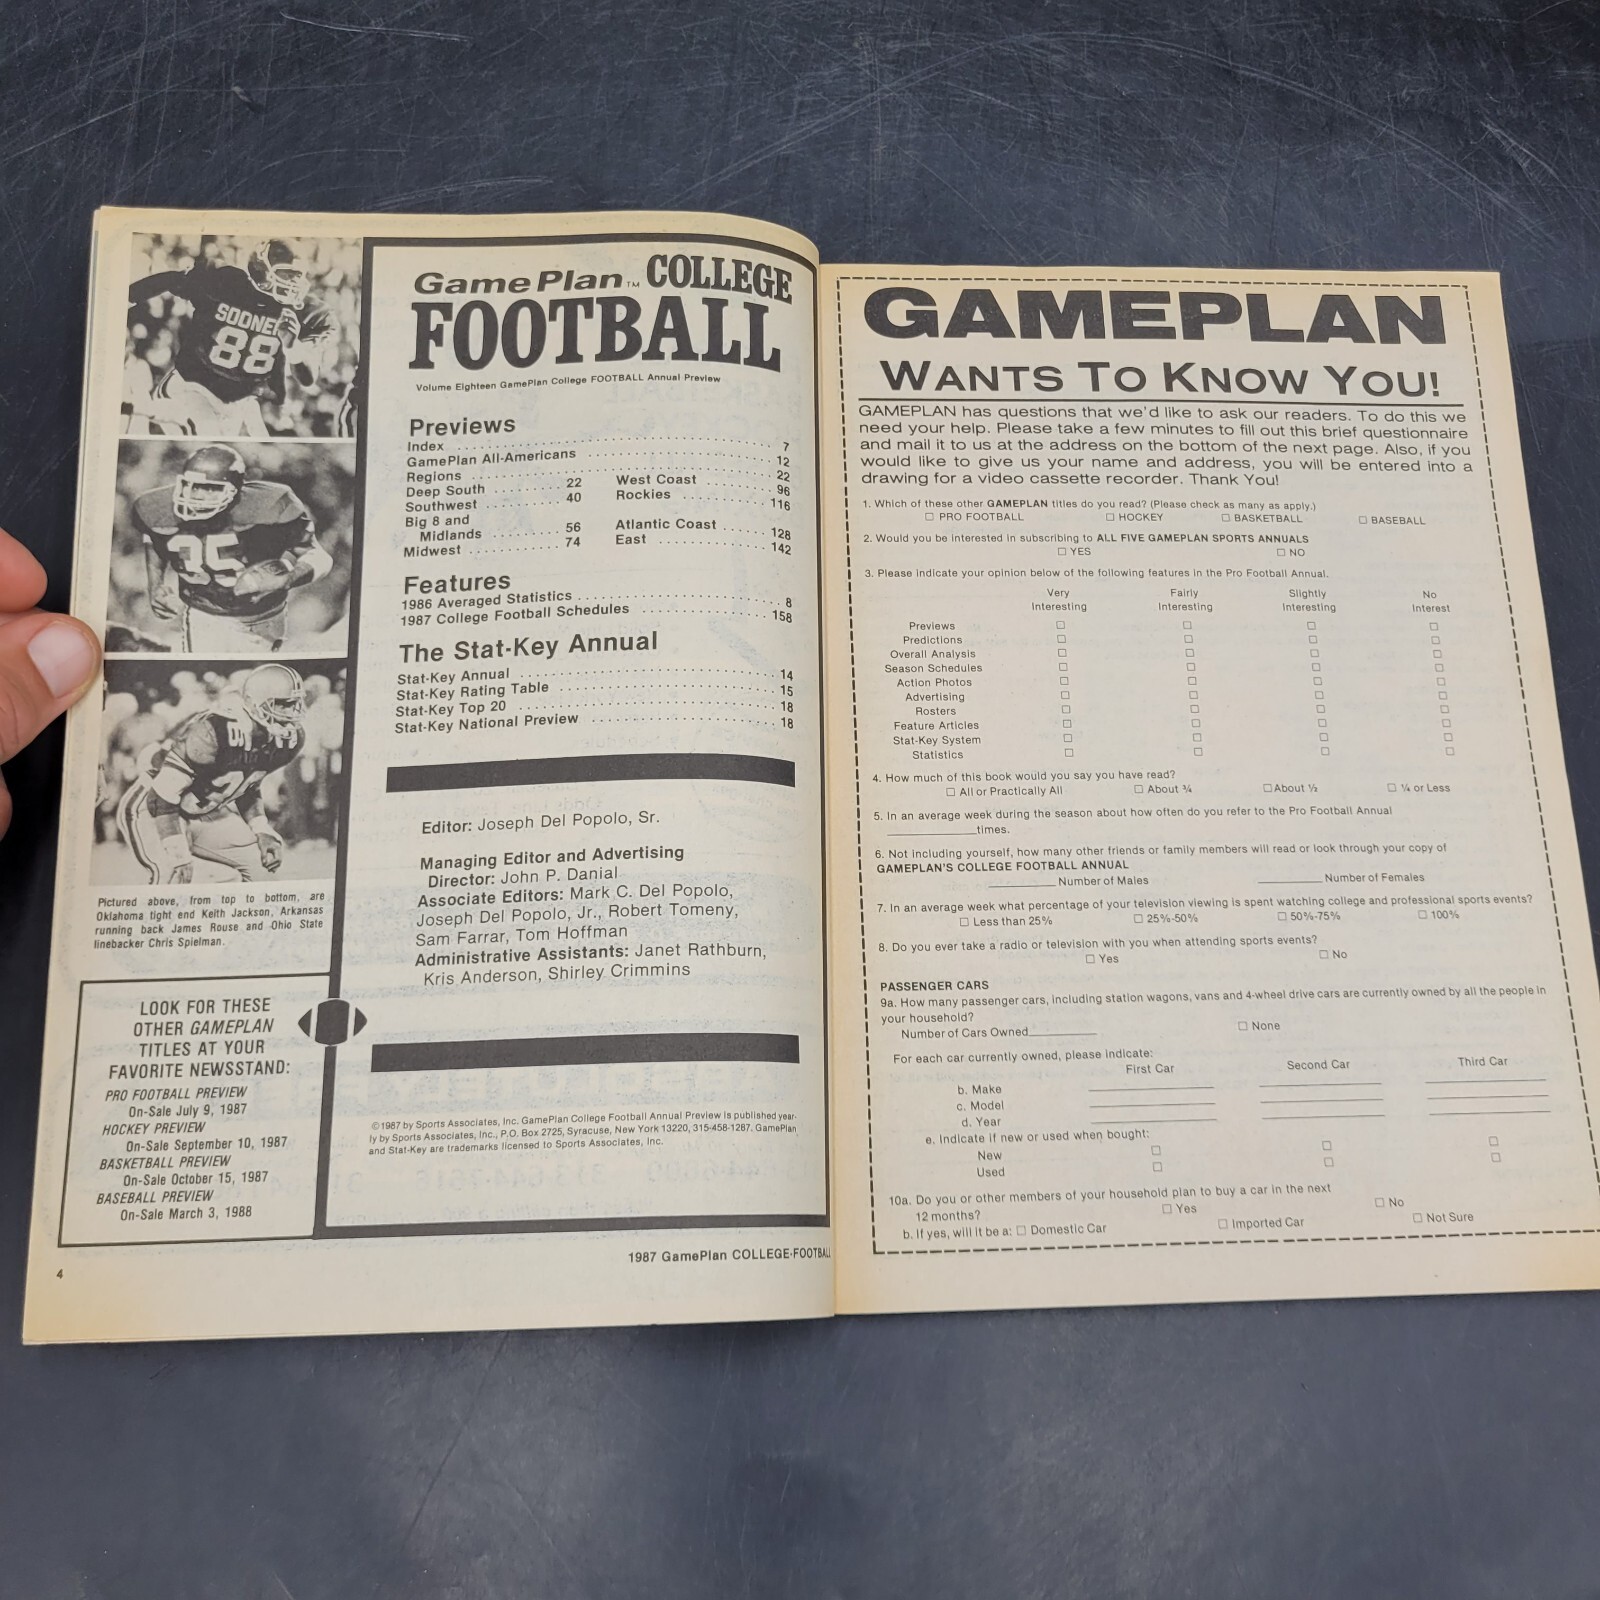 SOONE
88
35
36
Pictured above, from top to bottom, are
Oklahoma tight end Keith Jackson, Arkansas
running back James Rouse and Ohio State
linebacker Chris Spielman.
LOOK FOR THESE
OTHER GAMEPLAN
TITLES AT YOUR
FAVORITE NEWSSTAND:
PRO FOOTBALL PREVIEW
On-Sale July 9, 1987
HOCKEY PREVIEW
On-Sale September 10, 1987
BASKETBALL PREVIEW
On-Sale October 15, 1987
BASEBALL PREVIEW
On-Sale March 3, 1988
4
GamePlan™ COLLEGE
FOOTBALL
Volume Eighteen GamePlan College FOOTBALL Annual Preview
Previews
Index 7
GamePlan All-Americans 12
Regions 22
Deep South 22 West Coast 96
Southwest 40 Rockies 116
Big 8 and
Midlands 56 Atlantic Coast 128
Midwest 74 East 142
Features
1986 Averaged Statistics 8
1987 College Football Schedules 158
The Stat-Key Annual
Stat-Key Annual 14
Stat-Key Rating Table 15
Stat-Key Top 20 18
Stat-Key National Preview 18
Editor: Joseph Del Popolo, Sr.
Managing Editor and Advertising
Director: John P. Danial
Associate Editors: Mark C. Del Popolo,
Joseph Del Popolo, Jr., Robert Tomeny,
Sam Farrar, Tom Hoffman
Administrative Assistants: Janet Rathburn,
Kris Anderson, Shirley Crimmins
©1987 by Sports Associates, Inc. GamePlan College Football Annual Preview is published year-
ly by Sports Associates, Inc., P.O. Box 2725, Syracuse, New York 13220, 315-458-1287. GamePlan
and Stat-Key are trademarks licensed to Sports Associates, Inc.
1987 GamePlan COLLEGE-FOOTBALL
GAMEPLAN
WANTS TO KNOW YOU!
GAMEPLAN has questions that we'd like to ask our readers. To do this we
need your help. Please take a few minutes to fill out this brief questionnaire
and mail it to us at the address on the bottom of the next page. Also, if you
would like to give us your name and address, you will be entered into a
drawing for a video cassette recorder. Thank You!
1. Which of these other GAMEPLAN titles do you read? (Please check as many as apply.)
☐ PRO FOOTBALL ☐ HOCKEY ☐ BASKETBALL ☐ BASEBALL
2. Would you be interested in subscribing to ALL FIVE GAMEPLAN SPORTS ANNUALS
☐ YES ☐ NO
3. Please indicate your opinion below of the following features in the Pro Football Annual.
Very Fairly Slightly No
Interesting Interesting Interesting Interest
Previews ☐ ☐ ☐ ☐
Predictions ☐ ☐ ☐ ☐
Overall Analysis ☐ ☐ ☐ ☐
Season Schedules ☐ ☐ ☐ ☐
Action Photos ☐ ☐ ☐ ☐
Advertising ☐ ☐ ☐ ☐
Rosters ☐ ☐ ☐ ☐
Feature Articles ☐ ☐ ☐ ☐
Stat-Key System ☐ ☐ ☐ ☐
Statistics ☐ ☐ ☐ ☐
4. How much of this book would you say you have read?
☐ All or Practically All ☐ About ¾ ☐ About ½ ☐ ¼ or Less
5. In an average week during the season about how often do you refer to the Pro Football Annual
____________times.
6. Not including yourself, how many other friends or family members will read or look through your copy of
GAMEPLAN'S COLLEGE FOOTBALL ANNUAL
_________ Number of Males _________ Number of Females
7. In an average week what percentage of your television viewing is spent watching college and professional sports events?
☐ Less than 25% ☐ 25%-50% ☐ 50%-75% ☐ 100%
8. Do you ever take a radio or television with you when attending sports events?
☐ Yes ☐ No
PASSENGER CARS
9a. How many passenger cars, including station wagons, vans and 4-wheel drive cars are currently owned by all the people in
your household?
Number of Cars Owned_________ ☐ None
For each car currently owned, please indicate:
First Car Second Car Third Car
b. Make
c. Model
d. Year
e. Indicate if new or used when bought:
New ☐ ☐ ☐
Used ☐ ☐ ☐
10a. Do you or other members of your household plan to buy a car in the next
12 months? ☐ Yes ☐ No
b. If yes, will it be a: ☐ Domestic Car ☐ Imported Car ☐ Not Sure